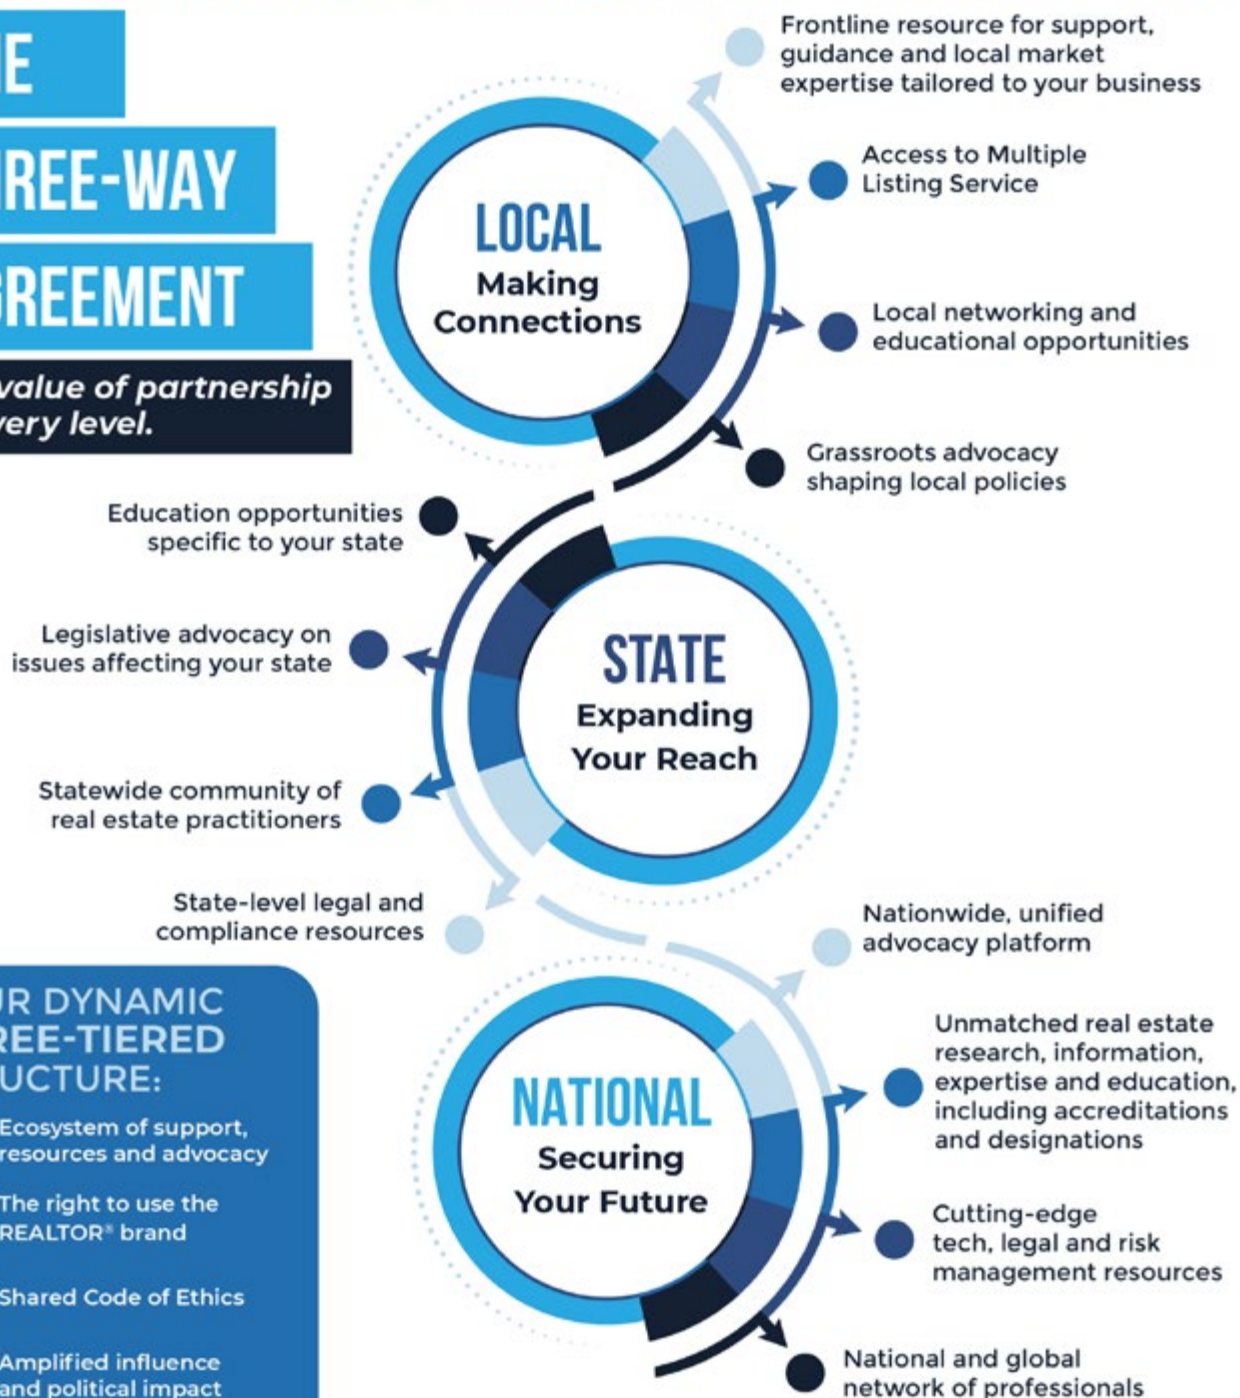 HE
HREE-WAY
GREEMENT
value of partnership
very level.
LOCAL
Making
Connections
Frontline resource for support,
guidance and local market
expertise tailored to your business
Access to Multiple
Listing Service
Local networking and
educational opportunities
Grassroots advocacy
shaping local policies
Education opportunities
specific to your state
Legislative advocacy on
issues affecting your state
Statewide community of
real estate practitioners
State-level legal and
compliance resources
STATE
Expanding
Your Reach
NATIONAL
Securing
Your Future
Nationwide, unified
advocacy platform
Unmatched real estate
research, information,
expertise and education,
including accreditations
and designations
Cutting-edge
tech, legal and risk
management resources
National and global
network of professionals
UR DYNAMIC
REE-TIERED
UCTURE:
Ecosystem of support,
resources and advocacy
The right to use the
REALTOR® brand
Shared Code of Ethics
Amplified influence
and political impact